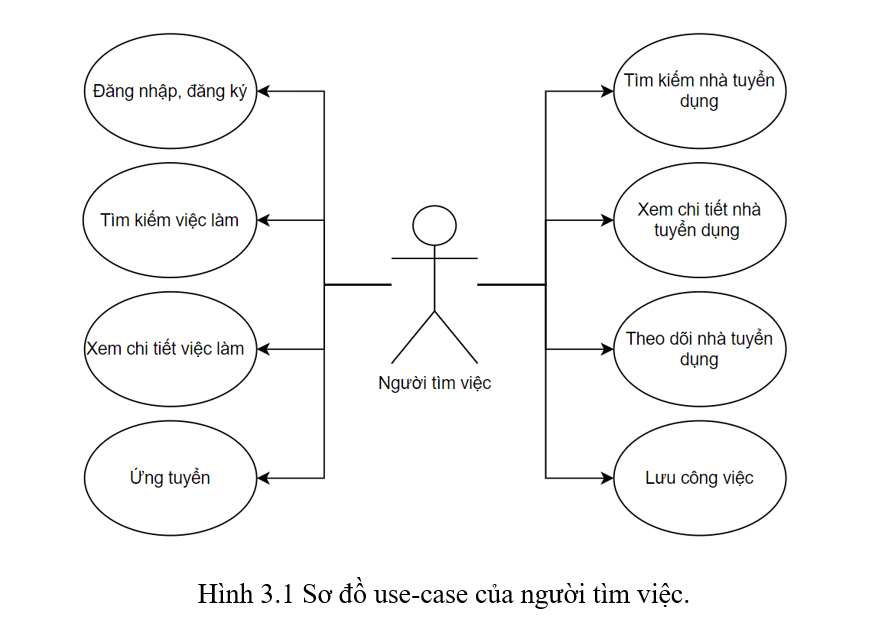 Đăng nhập, đăng ký
Tìm kiếm việc làm
Xem chi tiết việc làm
Ứng tuyển
Người tìm việc
Tìm kiếm nhà tuyển
dụng
Xem chi tiết nhà
tuyển dụng
Theo dõi nhà tuyển
dụng
Lưu công việc
Hình 3.1 Sơ đồ use-case của người tìm việc.